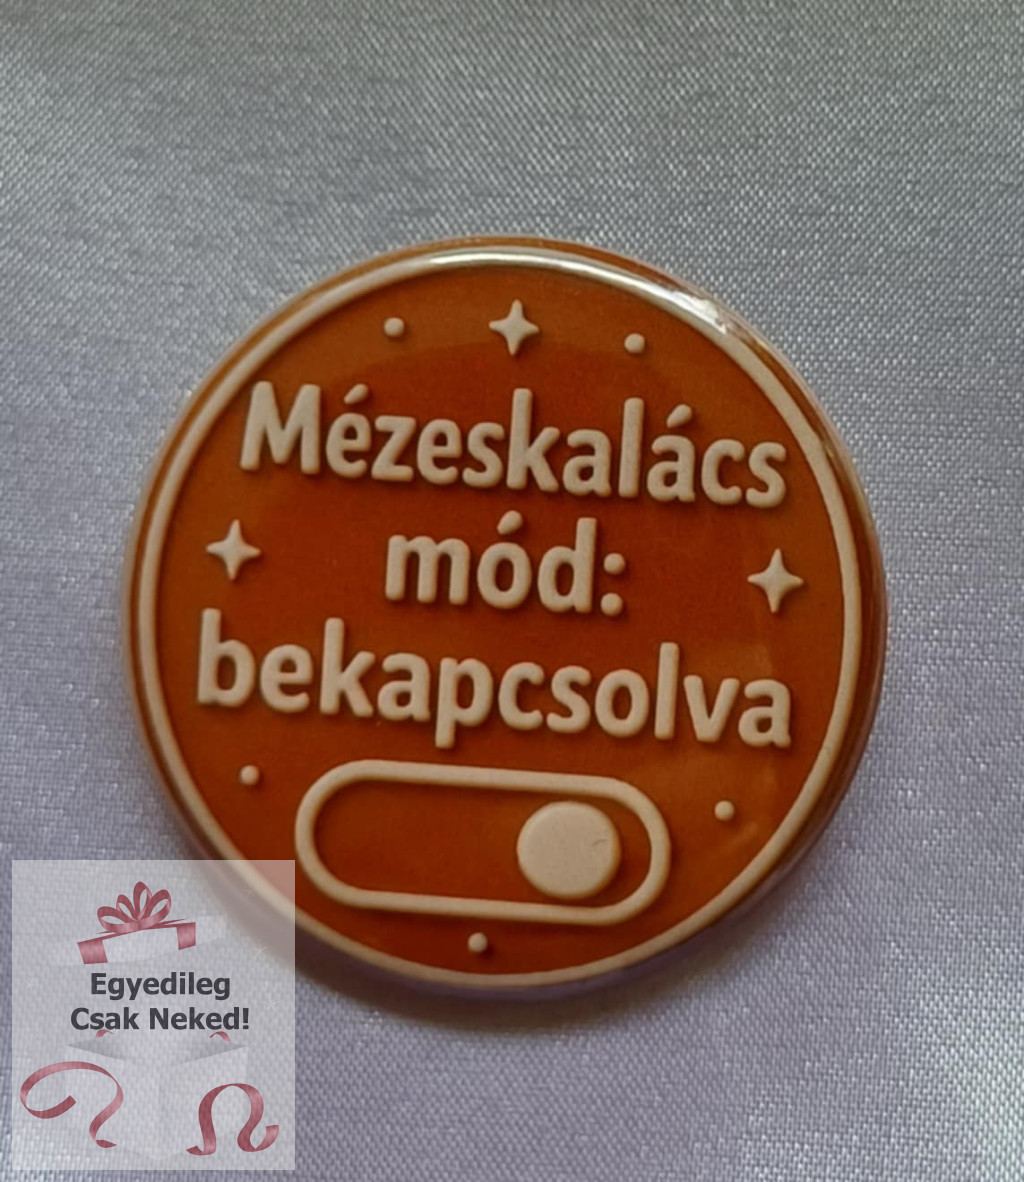 Mézeskalács
mód:
bekapcsolva
Egyedileg
Csak Neked!